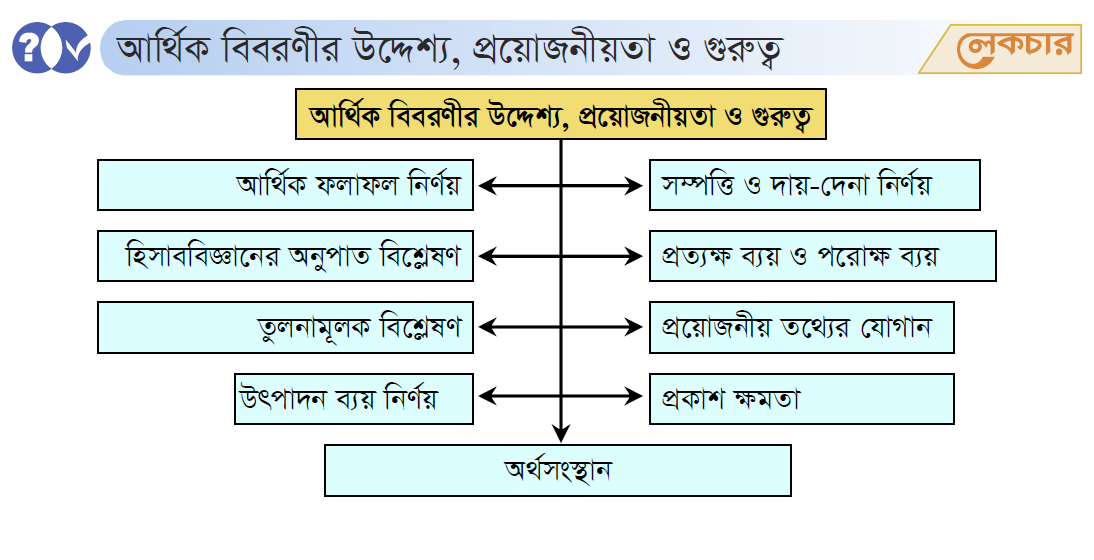 ?
আর্থিক বিবরণীর উদ্দেশ্য, প্রয়োজনীয়তা ও গুরুত্ব
লেকচার
আর্থিক বিবরণীর উদ্দেশ্য, প্রয়োজনীয়তা ও গুরুত্ব
আর্থিক ফলাফল নির্ণয়
সম্পত্তি ও দায়-দেনা নির্ণয়
হিসাববিজ্ঞানের অনুপাত বিশ্লেষণ
প্রত্যক্ষ ব্যয় ও পরোক্ষ ব্যয়
তুলনামূলক বিশ্লেষণ
প্রয়োজনীয় তথ্যের যোগান
উৎপাদন ব্যয় নির্ণয়
প্রকাশ ক্ষমতা
অর্থসংস্থান